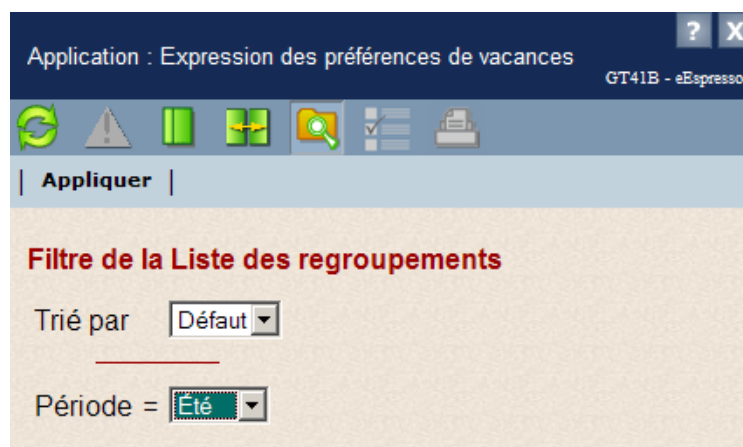 ? X
Application : Expression des préférences de vacances
GT41B - eEspresso
| Appliquer |
Filtre de la Liste des regroupements
Trié par Défaut
Période = Été